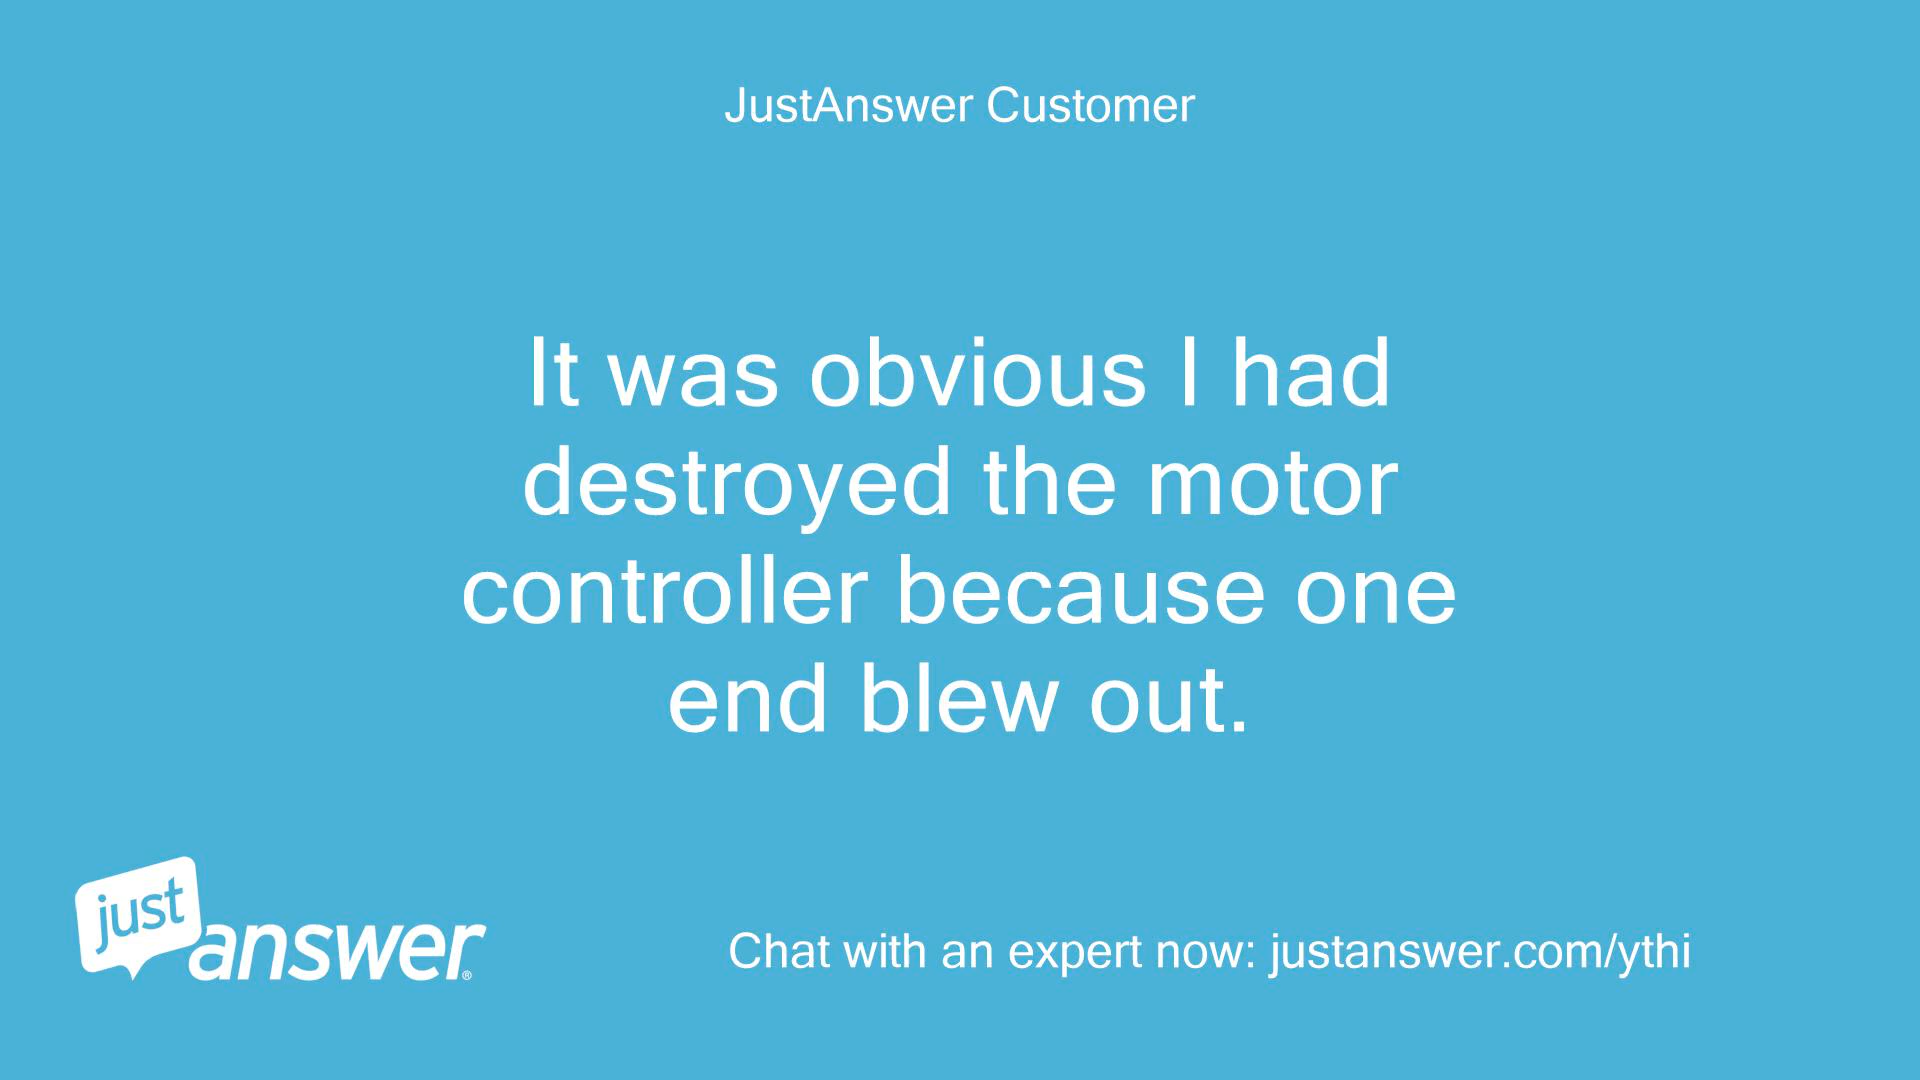 JustAnswer Customer
It was obvious I had
destroyed the motor
controller because one
end blew out.
just
answer®
Chat with an expert now: justanswer.com/ythi